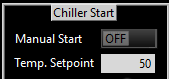 Chiller Start
Manual Start OFF
Temp. Setpoint 50